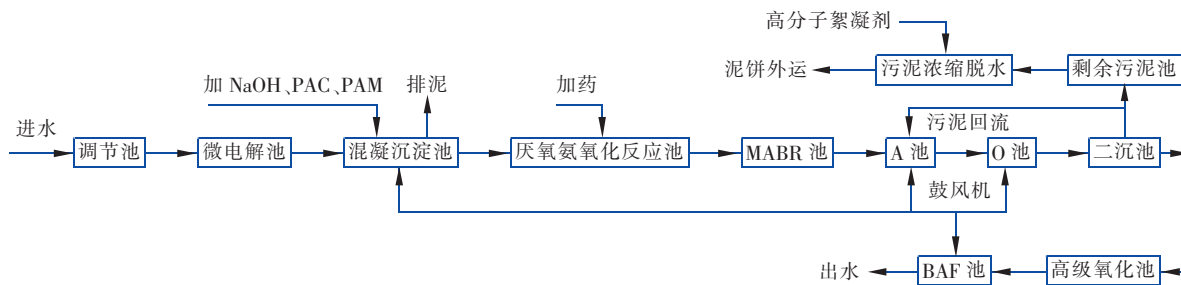 高分子絮凝剂
泥饼外运
污泥浓缩脱水
剩余污泥池
加 NaOH、PAC、PAM
排泥
加药
污泥回流
进水
调节池
微电解池
混凝沉淀池
厌氧氨氧化反应池
MABR 池
A 池
O 池
二沉池
鼓风机
出水
BAF 池
高级氧化池